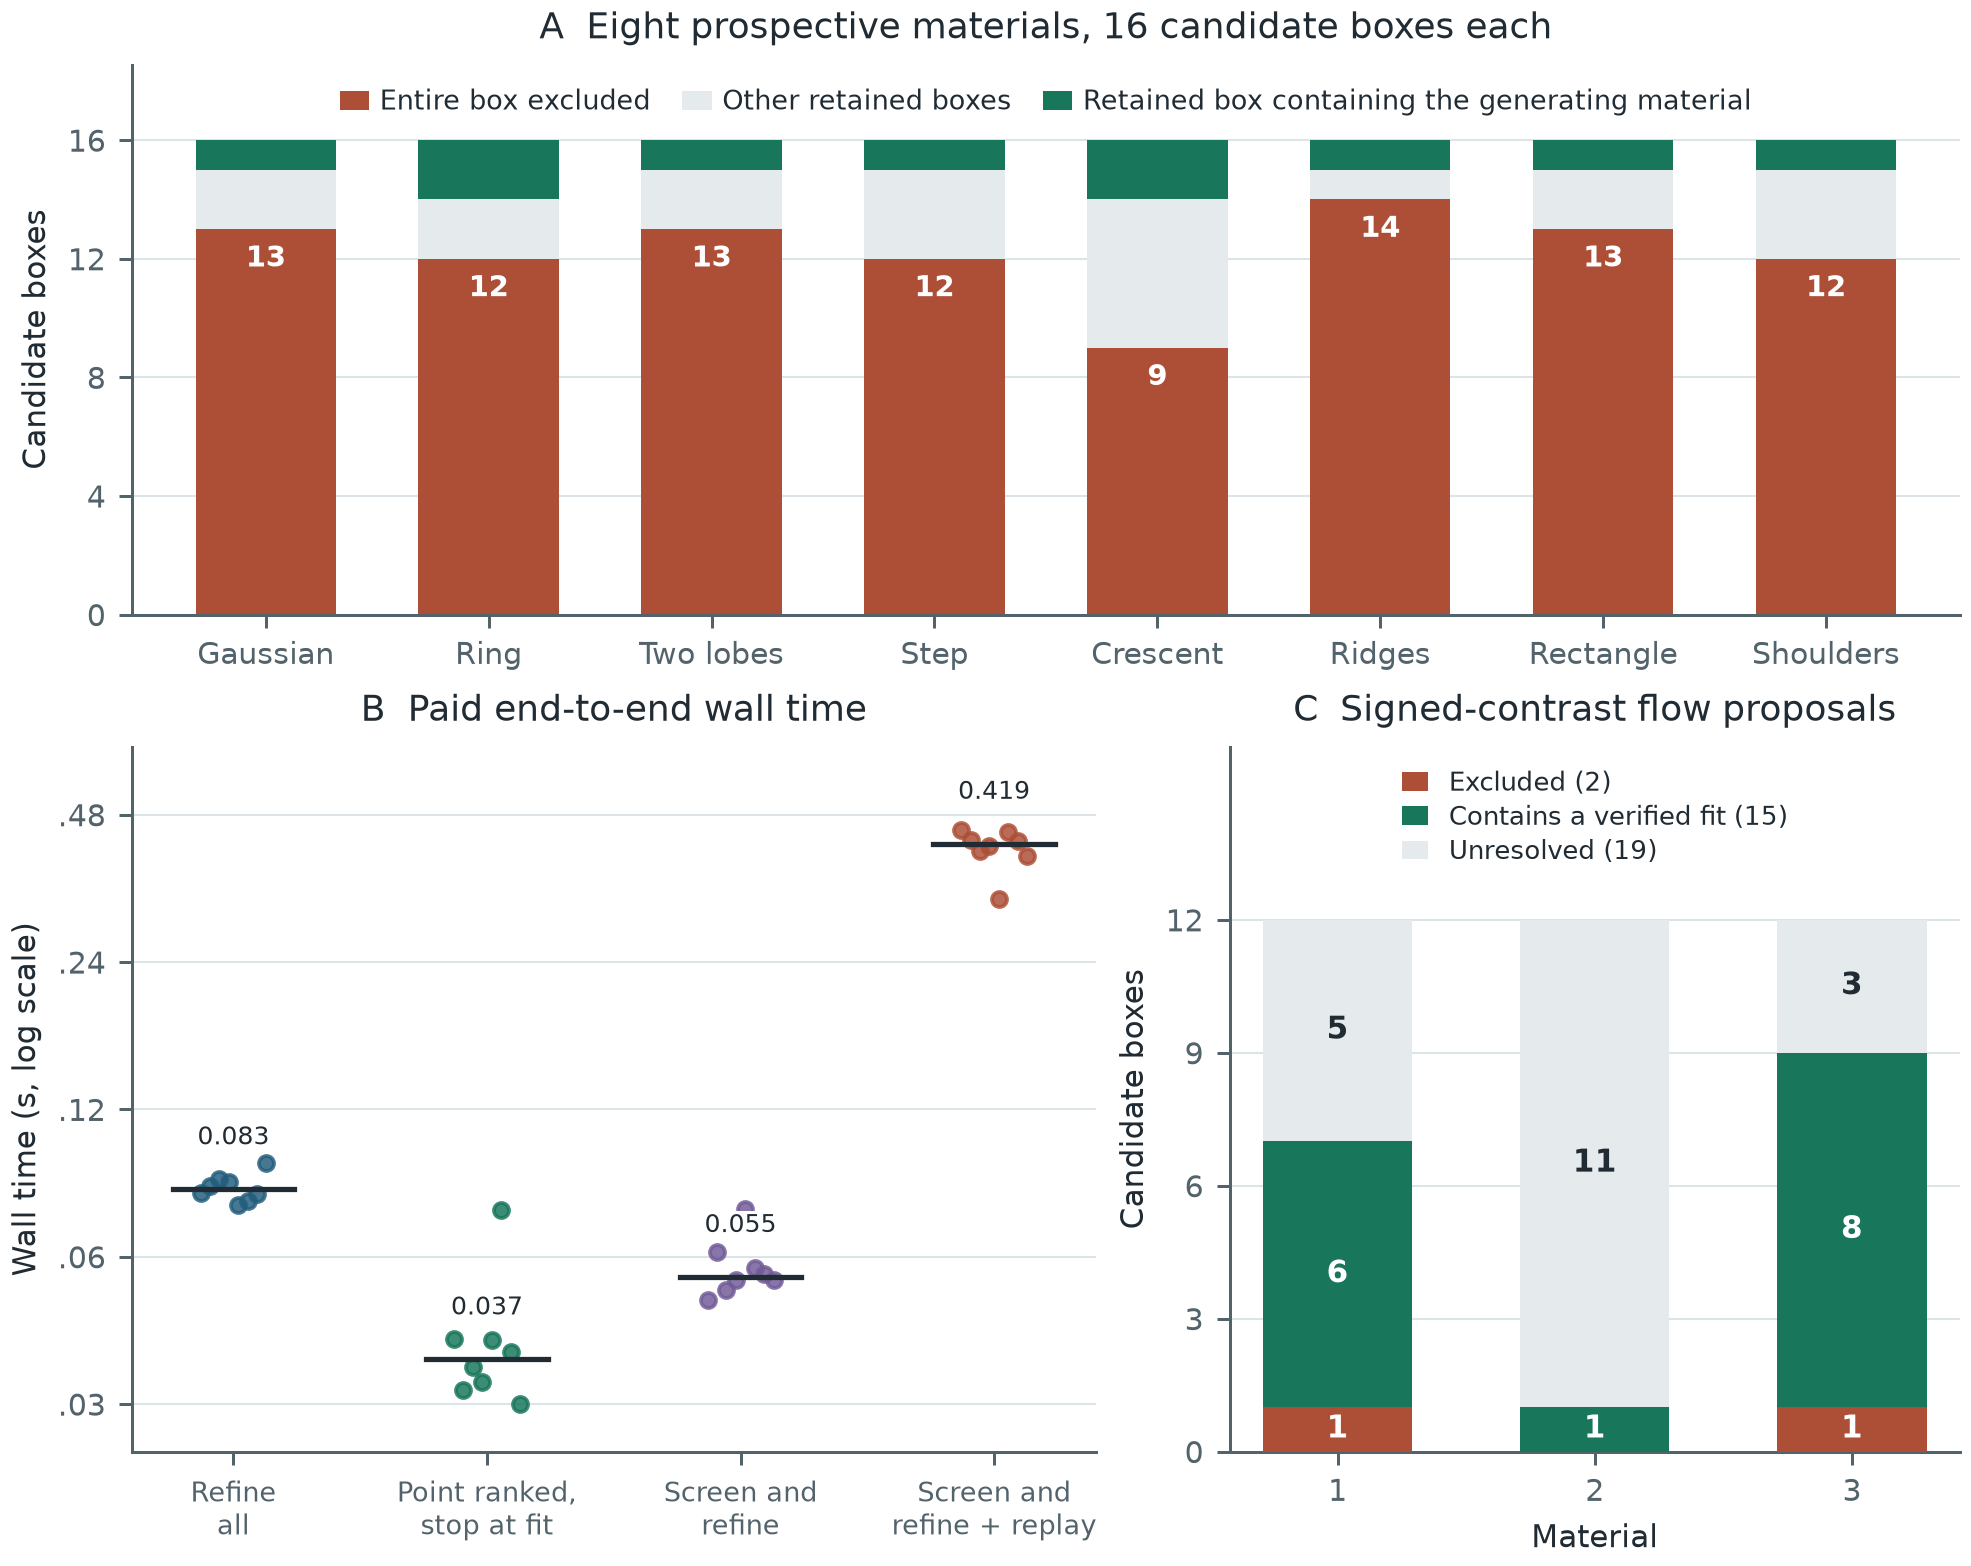 A Eight prospective materials, 16 candidate boxes each
Entire box excluded
Other retained boxes
Retained box containing the generating material
Candidate boxes
16
12
8
4
0
13
12
13
12
9
14
13
12
Gaussian
Ring
Two lobes
Step
Crescent
Ridges
Rectangle
Shoulders
B Paid end-to-end wall time
Wall time (s, log scale)
.48
.24
.12
.06
.03
0.083
0.037
0.055
0.419
Refine
all
Point ranked,
stop at fit
Screen and
refine
Screen and
refine + replay
C Signed-contrast flow proposals
Excluded (2)
Contains a verified fit (15)
Unresolved (19)
Candidate boxes
12
9
6
3
0
5
6
1
11
1
3
8
1
1
2
3
Material